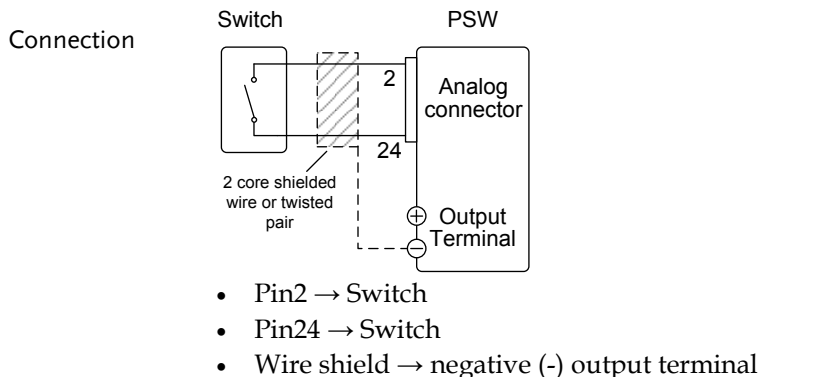 Connection
Switch
PSW
2
Analog
connector
24
2 core shielded
wire or twisted
pair
+
Output
Terminal
−
• Pin2 → Switch
• Pin24 → Switch
• Wire shield → negative (-) output terminal